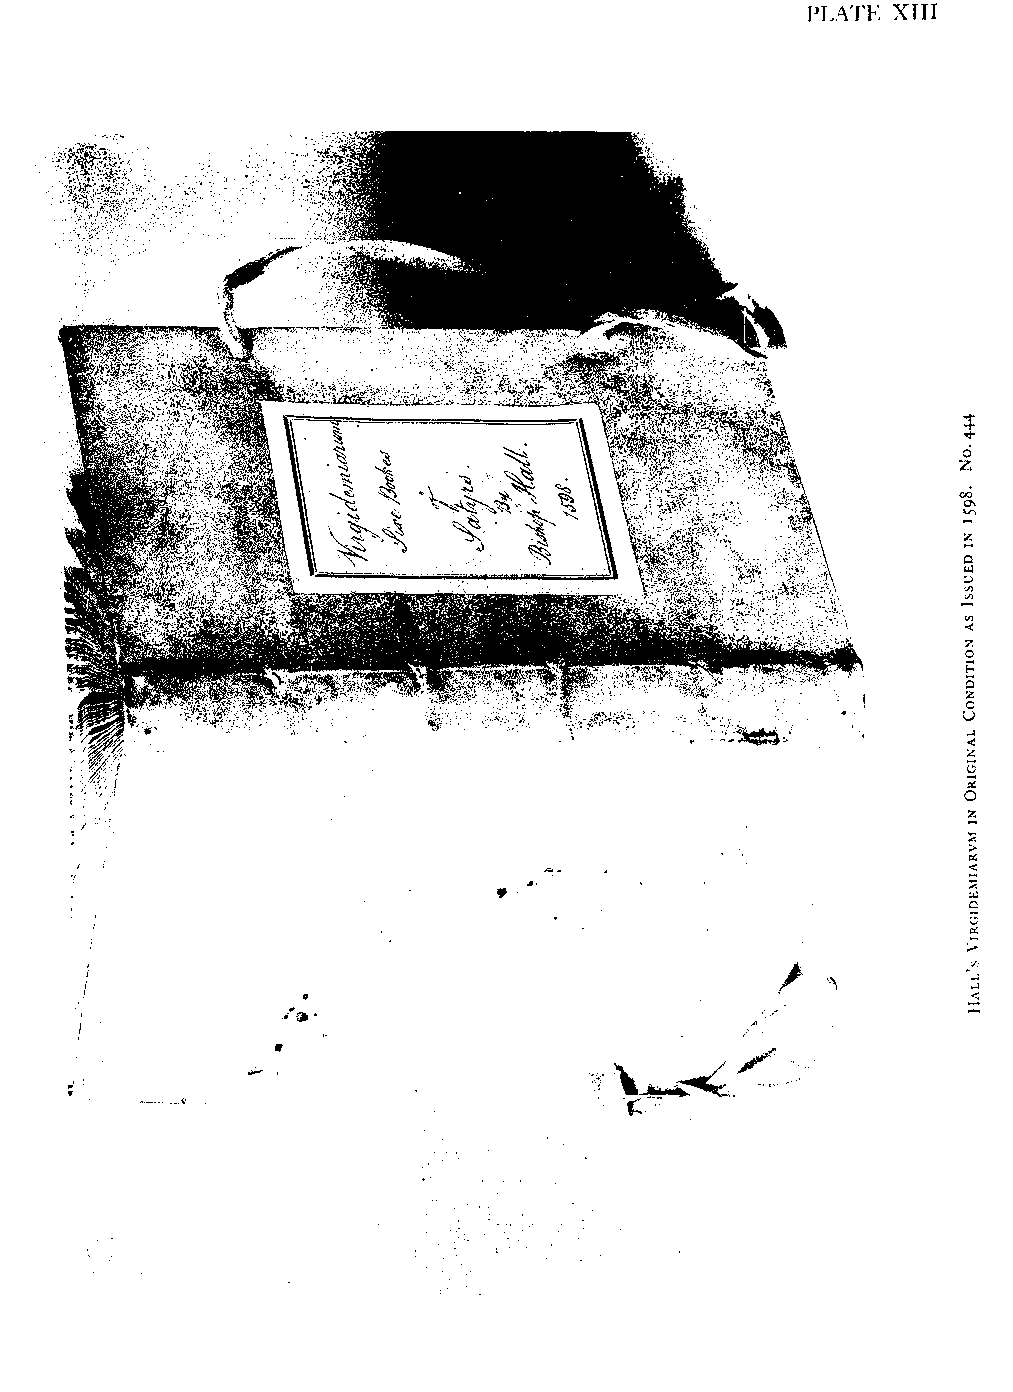 PLATE XIII
Virgidemiarum
Sixe Bookes
of
Satyrs.
By
Bishop Hall.
1598.
HALL'S VIRGIDEMIARVM IN ORIGINAL CONDITION AS ISSUED IN 1598. No. 444